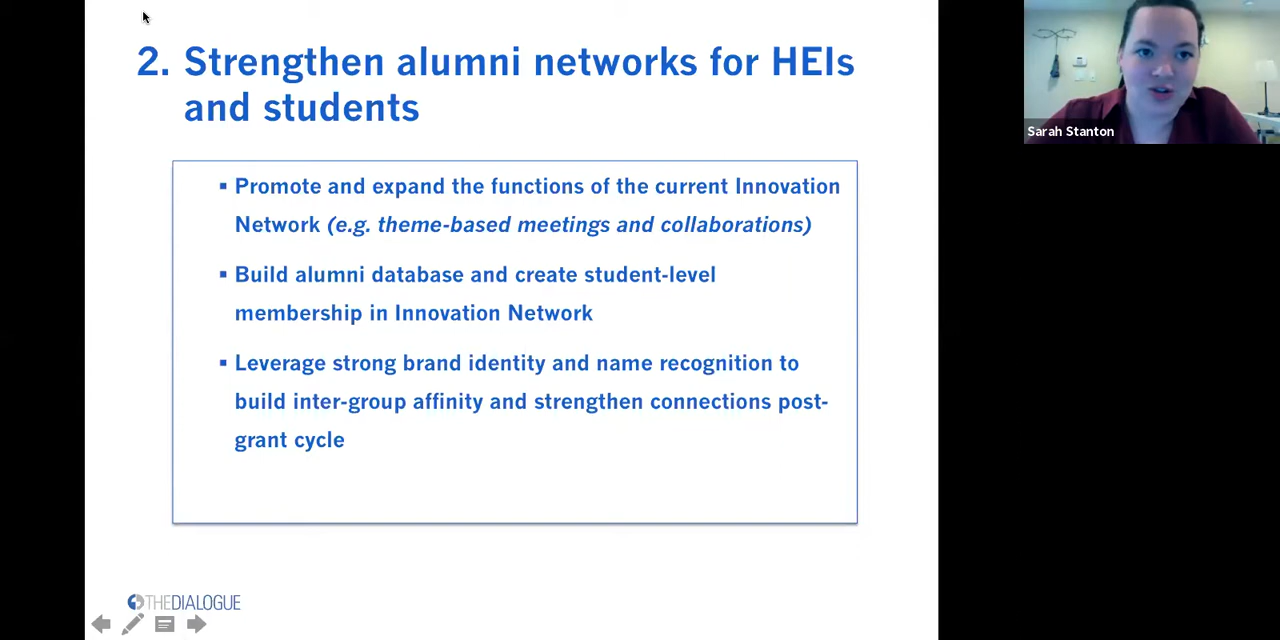 2. Strengthen alumni networks for HEIs
and students
▪ Promote and expand the functions of the current Innovation
Network (e.g. theme-based meetings and collaborations)
▪ Build alumni database and create student-level
membership in Innovation Network
▪ Leverage strong brand identity and name recognition to
build inter-group affinity and strengthen connections post-
grant cycle
THEDIALOGUE
Sarah Stanton